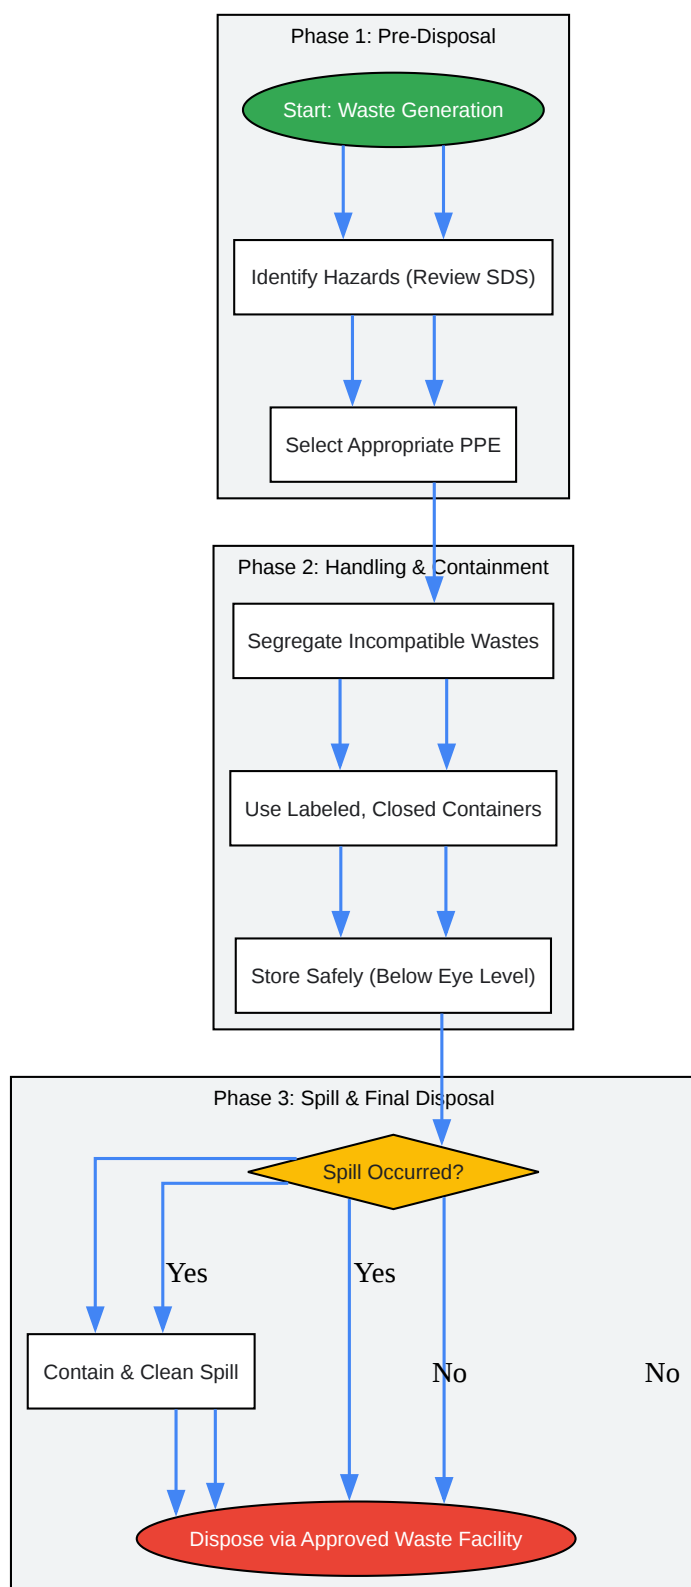 Phase 1: Pre-Disposal
Start: Waste Generation
Identify Hazards (Review SDS)
Select Appropriate PPE
Phase 2: Handling & Containment
Segregate Incompatible Wastes
Use Labeled, Closed Containers
Store Safely (Below Eye Level)
Phase 3: Spill & Final Disposal
Spill Occurred?
Yes
Yes
Contain & Clean Spill
No
No
Dispose via Approved Waste Facility